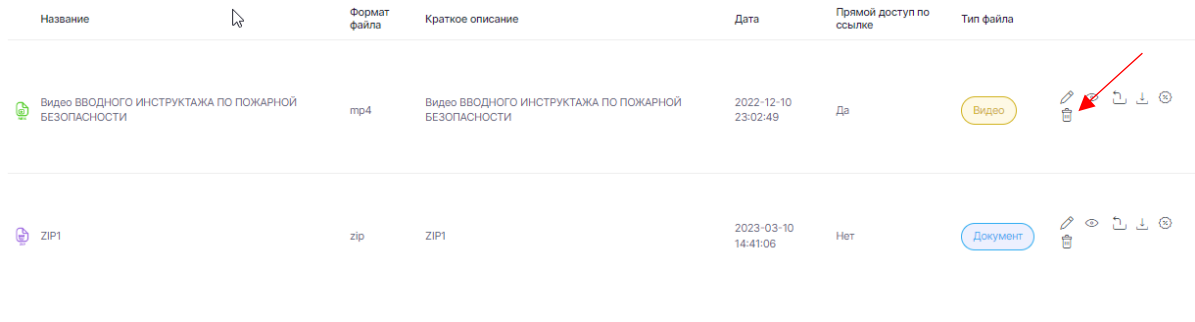 Название
Формат
файла
Краткое описание
Дата
Прямой доступ по
ссылке
Тип файла
Видео ВВОДНОГО ИНСТРУКТАЖА ПО ПОЖАРНОЙ
БЕЗОПАСНОСТИ
mp4
Видео ВВОДНОГО ИНСТРУКТАЖА ПО ПОЖАРНОЙ
БЕЗОПАСНОСТИ
2022-12-10
23:02:49
Да
Видео
ZIP1
zip
ZIP1
2023-03-10
14:41:06
Нет
Документ